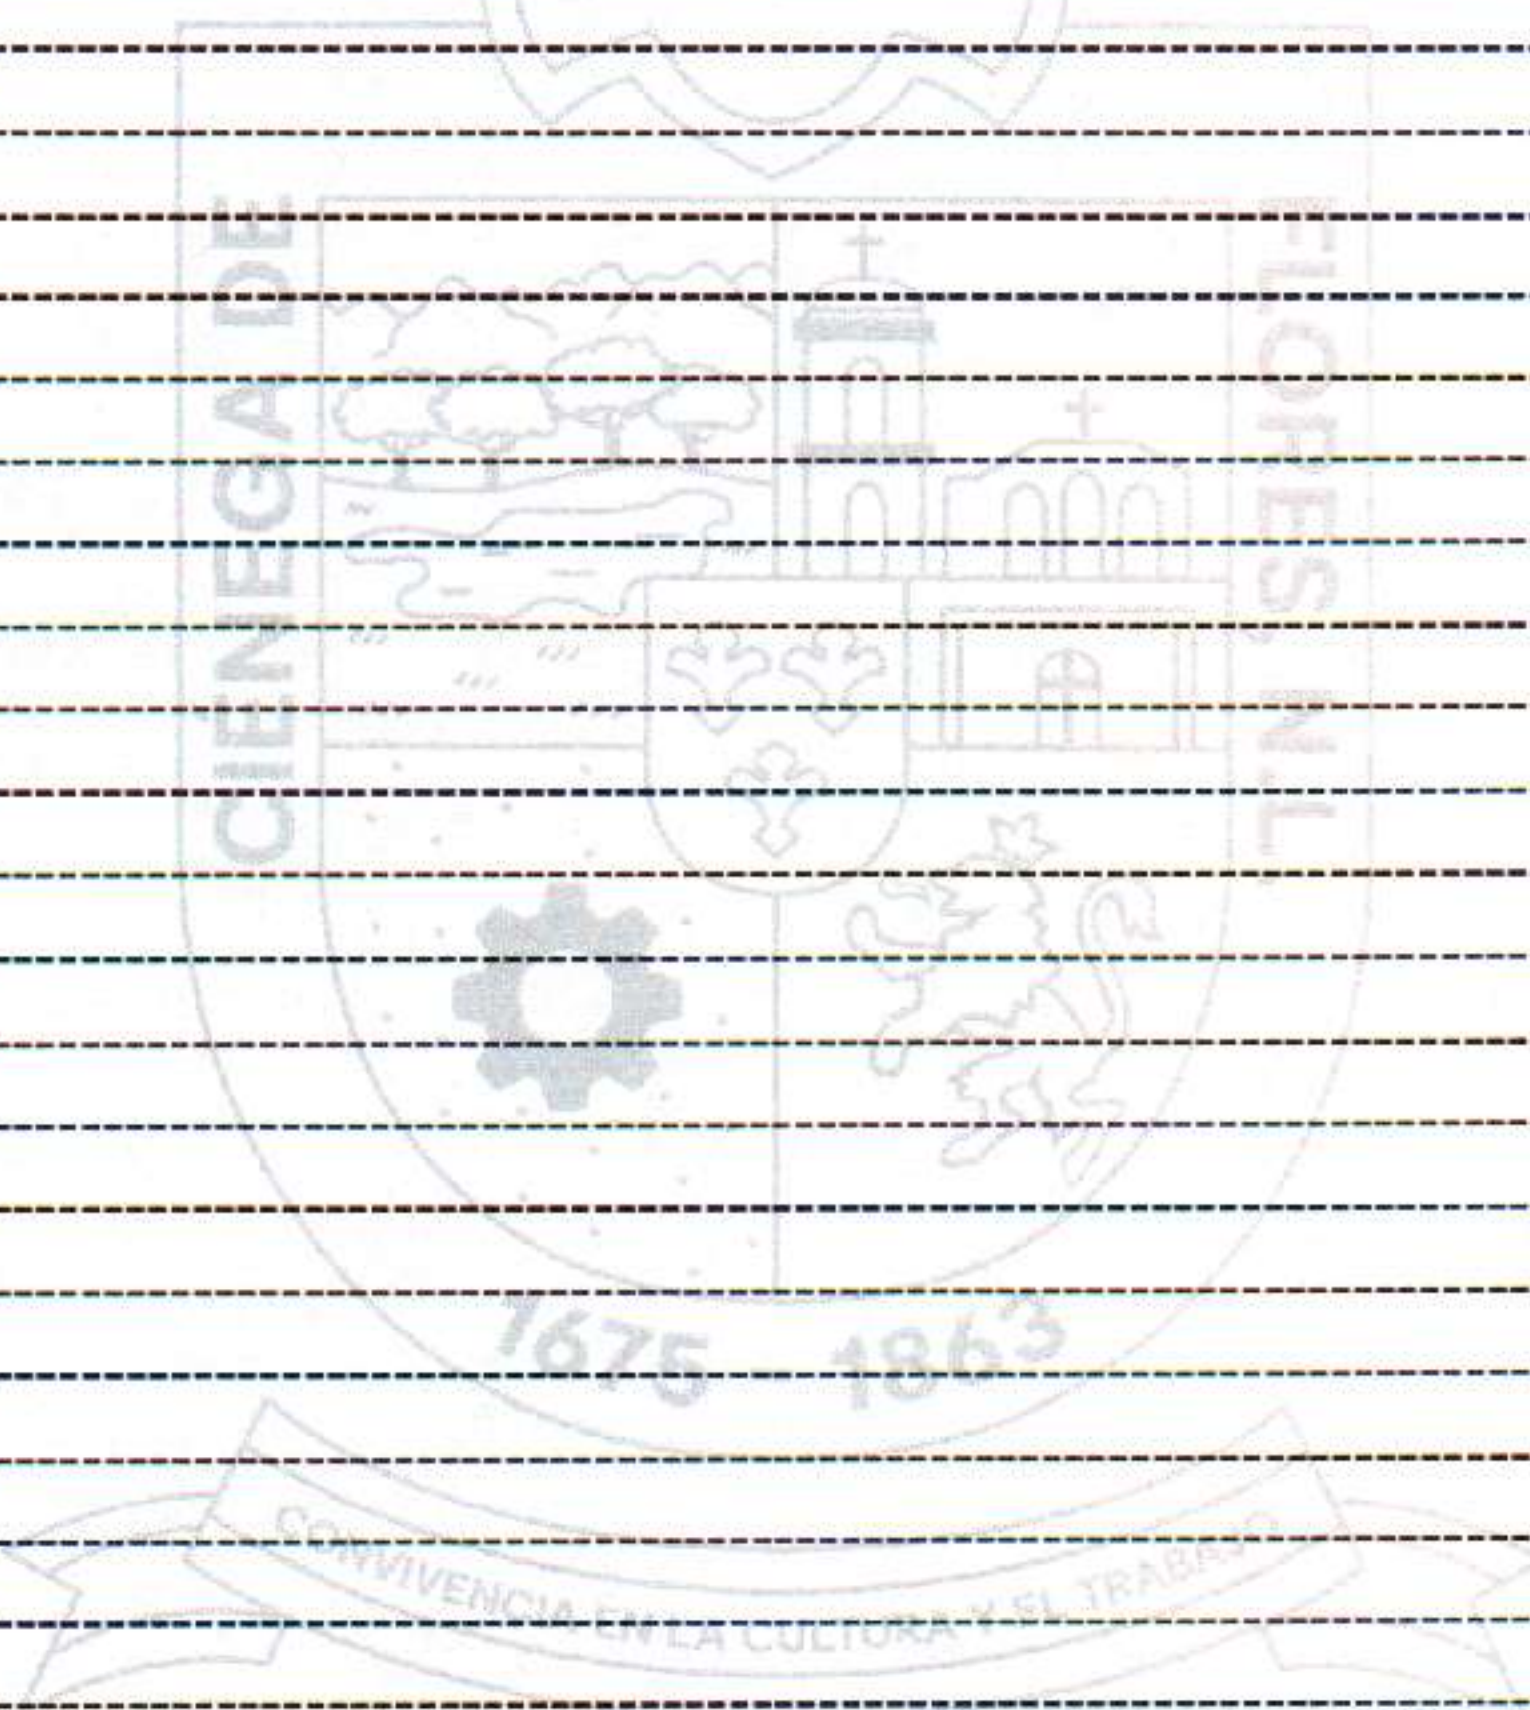 CIÉNEGA DE
FLORES, N.L.
1675 - 1863
CONVIVENCIA EN LA CULTURA Y EL TRABAJO